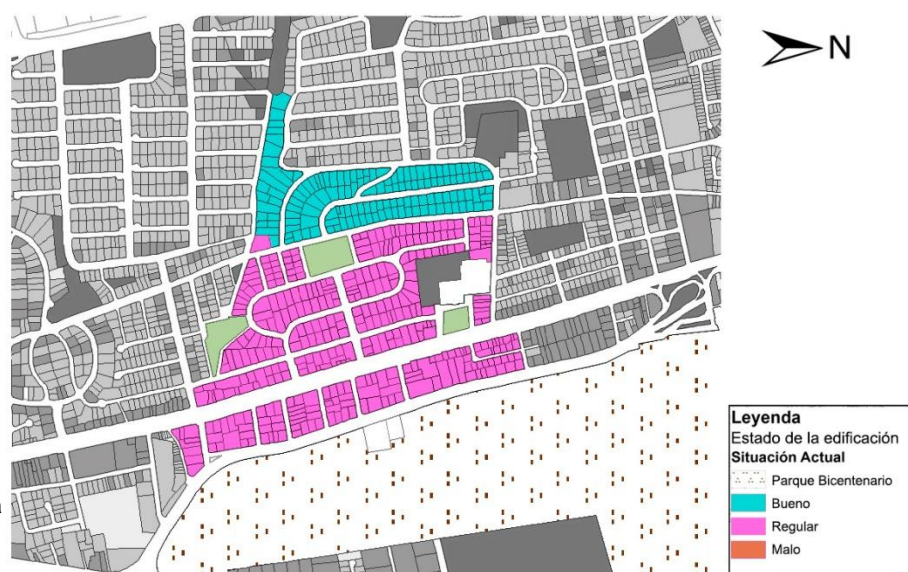 N
Leyenda
Estado de la edificación
Situación Actual
Parque Bicentenario
Bueno
Regular
Malo